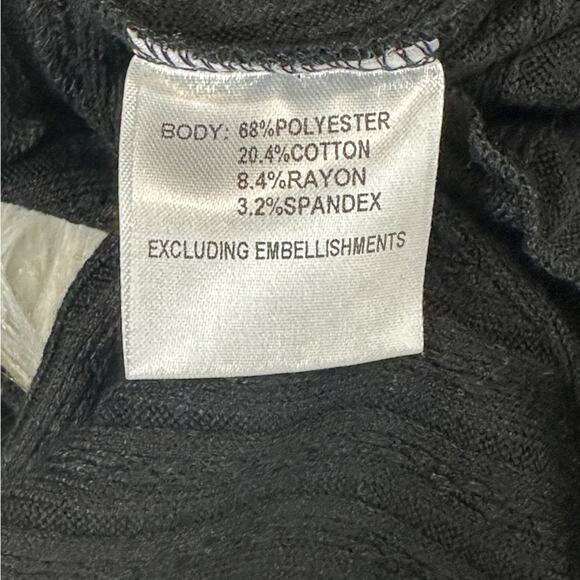 BODY: 68%POLYESTER
20.4%COTTON
8.4%RAYON
3.2%SPANDEX
EXCLUDING EMBELLISHMENTS